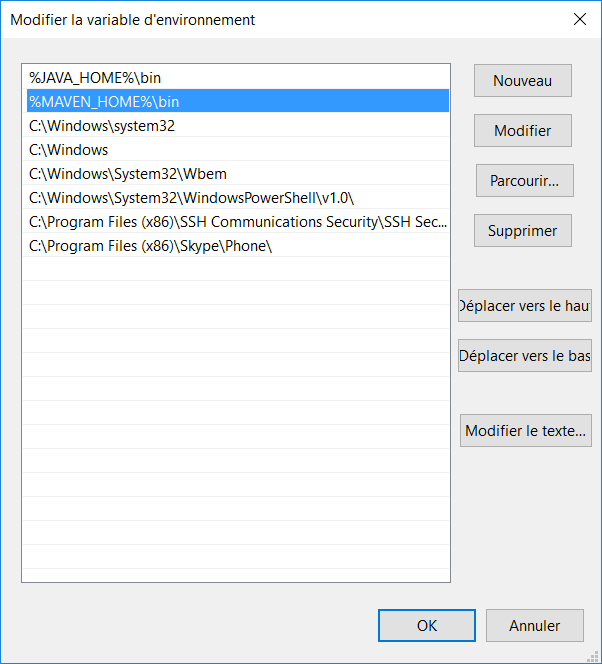 Modifier la variable d'environnement
%JAVA_HOME%\bin
%MAVEN_HOME%\bin
C:\Windows\system32
C:\Windows
C:\Windows\System32\Wbem
C:\Windows\System32\WindowsPowerShell\v1.0\
C:\Program Files (x86)\SSH Communications Security\SSH Sec...
C:\Program Files (x86)\Skype\Phone\
Nouveau
Modifier
Parcourir...
Supprimer
Déplacer vers le hau
Déplacer vers le bas
Modifier le texte...
OK
Annuler